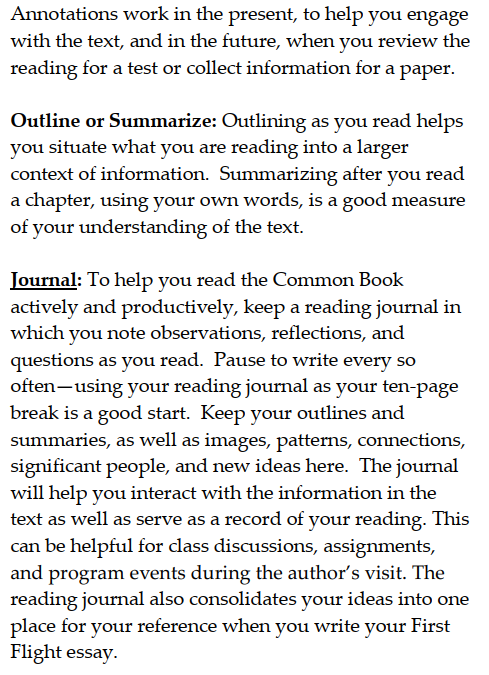 Annotations work in the present, to help you engage
with the text, and in the future, when you review the
reading for a test or collect information for a paper.
Outline or Summarize: Outlining as you read helps
you situate what you are reading into a larger
context of information.  Summarizing after you read
a chapter, using your own words, is a good measure
of your understanding of the text.
Journal: To help you read the Common Book
actively and productively, keep a reading journal in
which you note observations, reflections, and
questions as you read.  Pause to write every so
often—using your reading journal as your ten-page
break is a good start.  Keep your outlines and
summaries, as well as images, patterns, connections,
significant people, and new ideas here.  The journal
will help you interact with the information in the
text as well as serve as a record of your reading. This
can be helpful for class discussions, assignments,
and program events during the author’s visit. The
reading journal also consolidates your ideas into one
place for your reference when you write your First
Flight essay.